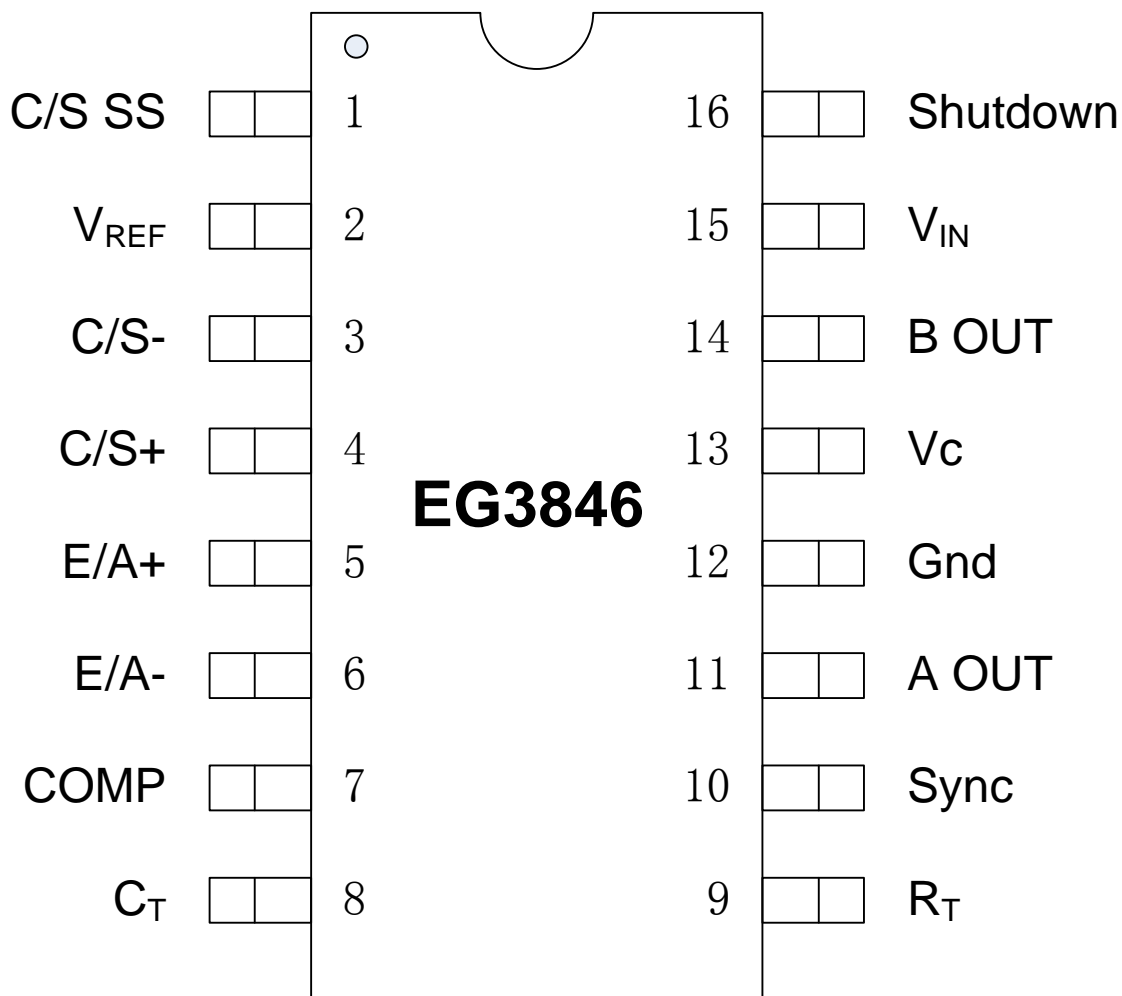 C/S SS 1 16 Shutdown
VREF 2 15 VIN
C/S- 3 14 B OUT
C/S+ 4 13 Vc
EG3846
E/A+ 5 12 Gnd
E/A- 6 11 A OUT
COMP 7 10 Sync
CT 8 9 RT